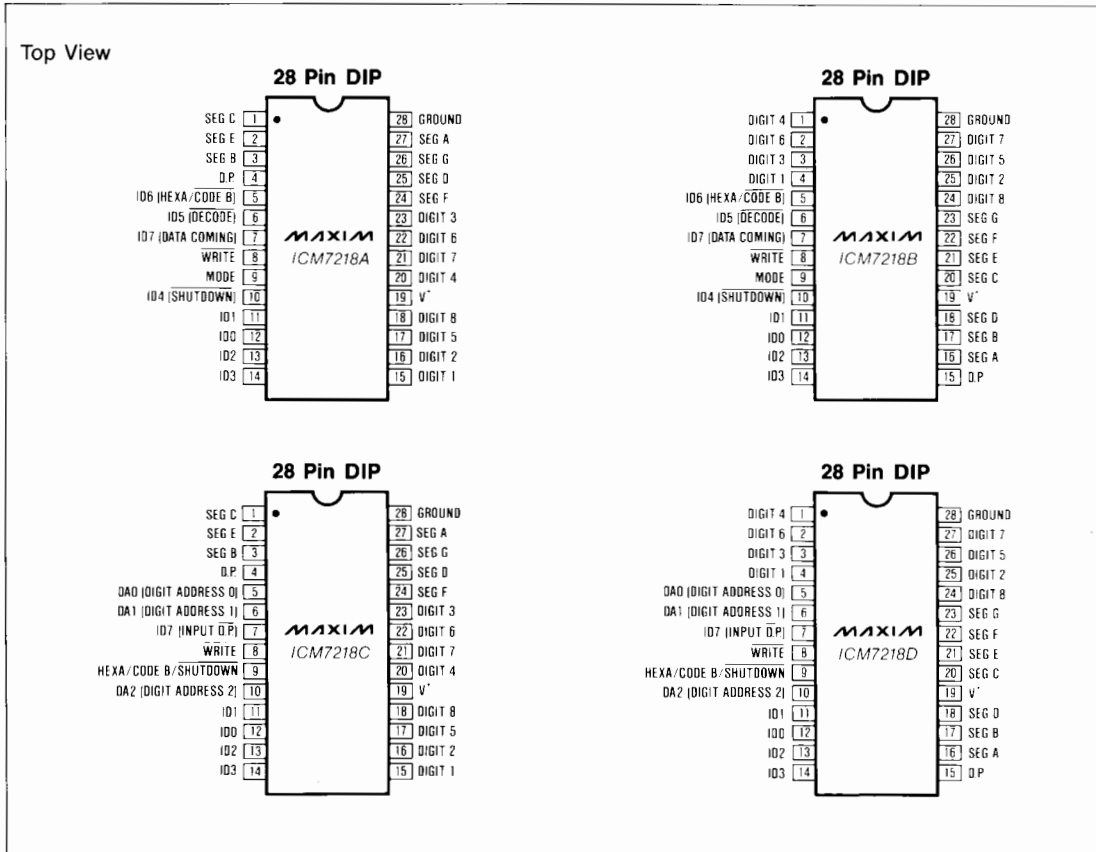 Top View
28 Pin DIP
SEG C 1
SEG E 2
SEG B 3
D.P. 4
ID6 (HEXA/CODE B) 5
ID5 (DECODE) 6
ID7 (DATA COMING) 7
WRITE 8
MODE 9
ID4 (SHUTDOWN) 10
ID1 11
ID0 12
ID2 13
ID3 14
MAXIM
ICM7218A
28 GROUND
27 SEG A
26 SEG G
25 SEG D
24 SEG F
23 DIGIT 3
22 DIGIT 6
21 DIGIT 7
20 DIGIT 4
19 V+
18 DIGIT 8
17 DIGIT 5
16 DIGIT 2
15 DIGIT 1
28 Pin DIP
DIGIT 4 1
DIGIT 6 2
DIGIT 3 3
DIGIT 1 4
ID6 (HEXA/CODE B) 5
ID5 (DECODE) 6
ID7 (DATA COMING) 7
WRITE 8
MODE 9
ID4 (SHUTDOWN) 10
ID1 11
ID0 12
ID2 13
ID3 14
MAXIM
ICM7218B
28 GROUND
27 DIGIT 7
26 DIGIT 5
25 DIGIT 2
24 DIGIT 8
23 SEG G
22 SEG F
21 SEG E
20 SEG C
19 V+
18 SEG D
17 SEG B
16 SEG A
15 D.P
28 Pin DIP
SEG C 1
SEG E 2
SEG B 3
D.P. 4
DA0 (DIGIT ADDRESS 0) 5
DA1 (DIGIT ADDRESS 1) 6
ID7 (INPUT D.P) 7
WRITE 8
HEXA/CODE B/SHUTDOWN 9
DA2 (DIGIT ADDRESS 2) 10
ID1 11
ID0 12
ID2 13
ID3 14
MAXIM
ICM7218C
28 GROUND
27 SEG A
26 SEG G
25 SEG D
24 SEG F
23 DIGIT 3
22 DIGIT 6
21 DIGIT 7
20 DIGIT 4
19 V+
18 DIGIT 8
17 DIGIT 5
16 DIGIT 2
15 DIGIT 1
28 Pin DIP
DIGIT 4 1
DIGIT 6 2
DIGIT 3 3
DIGIT 1 4
DA0 (DIGIT ADDRESS 0) 5
DA1 (DIGIT ADDRESS 1) 6
ID7 (INPUT D.P) 7
WRITE 8
HEXA/CODE B/SHUTDOWN 9
DA2 (DIGIT ADDRESS 2) 10
ID1 11
ID0 12
ID2 13
ID3 14
MAXIM
ICM7218D
28 GROUND
27 DIGIT 7
26 DIGIT 5
25 DIGIT 2
24 DIGIT 8
23 SEG G
22 SEG F
21 SEG E
20 SEG C
19 V+
18 SEG D
17 SEG B
16 SEG A
15 D.P